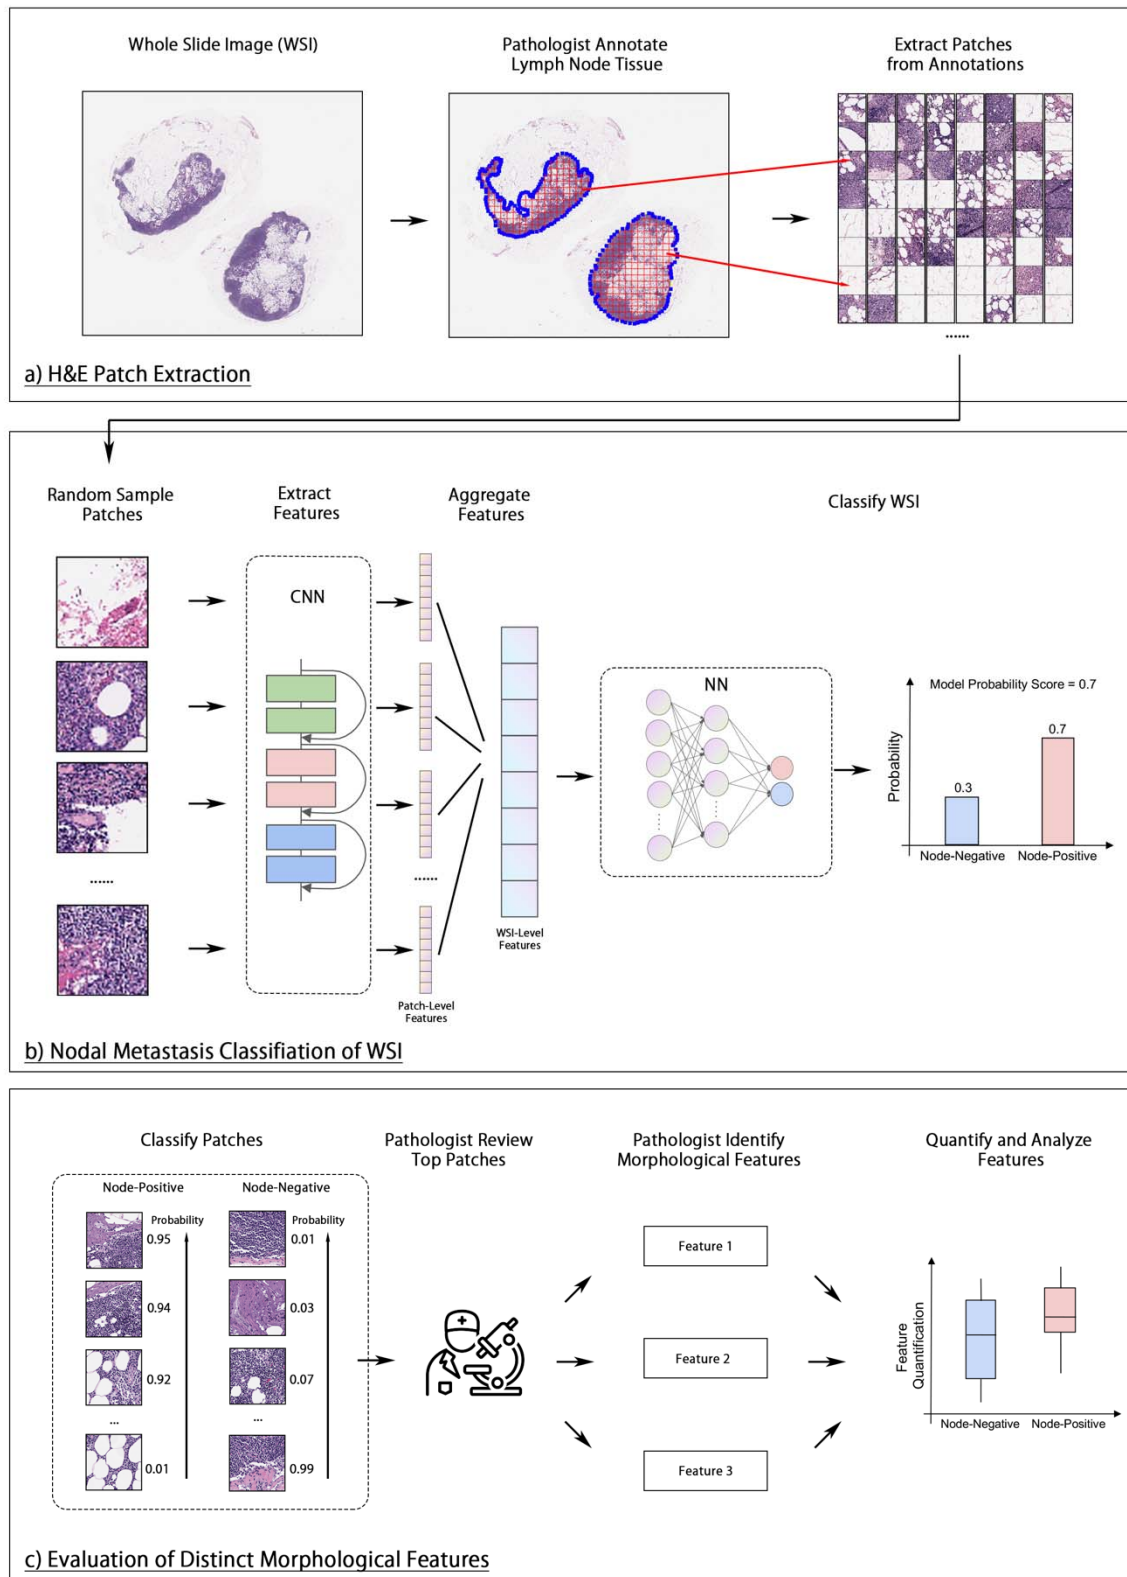 Whole Slide Image (WSI)
Pathologist Annotate
Lymph Node Tissue
Extract Patches
from Annotations
......
a) H&E Patch Extraction
Random Sample
Patches
Extract
Features
Aggregate
Features
Classify WSI
CNN
NN
Model Probability Score = 0.7
Probability
0.3
0.7
Node-Negative
Node-Positive
......
......
WSI-Level
Features
Patch-Level
Features
b) Nodal Metastasis Classifiation of WSI
Classify Patches
Pathologist Review
Top Patches
Pathologist Identify
Morphological Features
Quantify and Analyze
Features
Node-Positive
Node-Negative
Probability
Probability
0.95
0.01
0.94
0.03
0.92
0.07
...
...
0.01
0.99
Feature 1
Feature 2
Feature 3
Feature
Quantification
Node-Negative
Node-Positive
c) Evaluation of Distinct Morphological Features